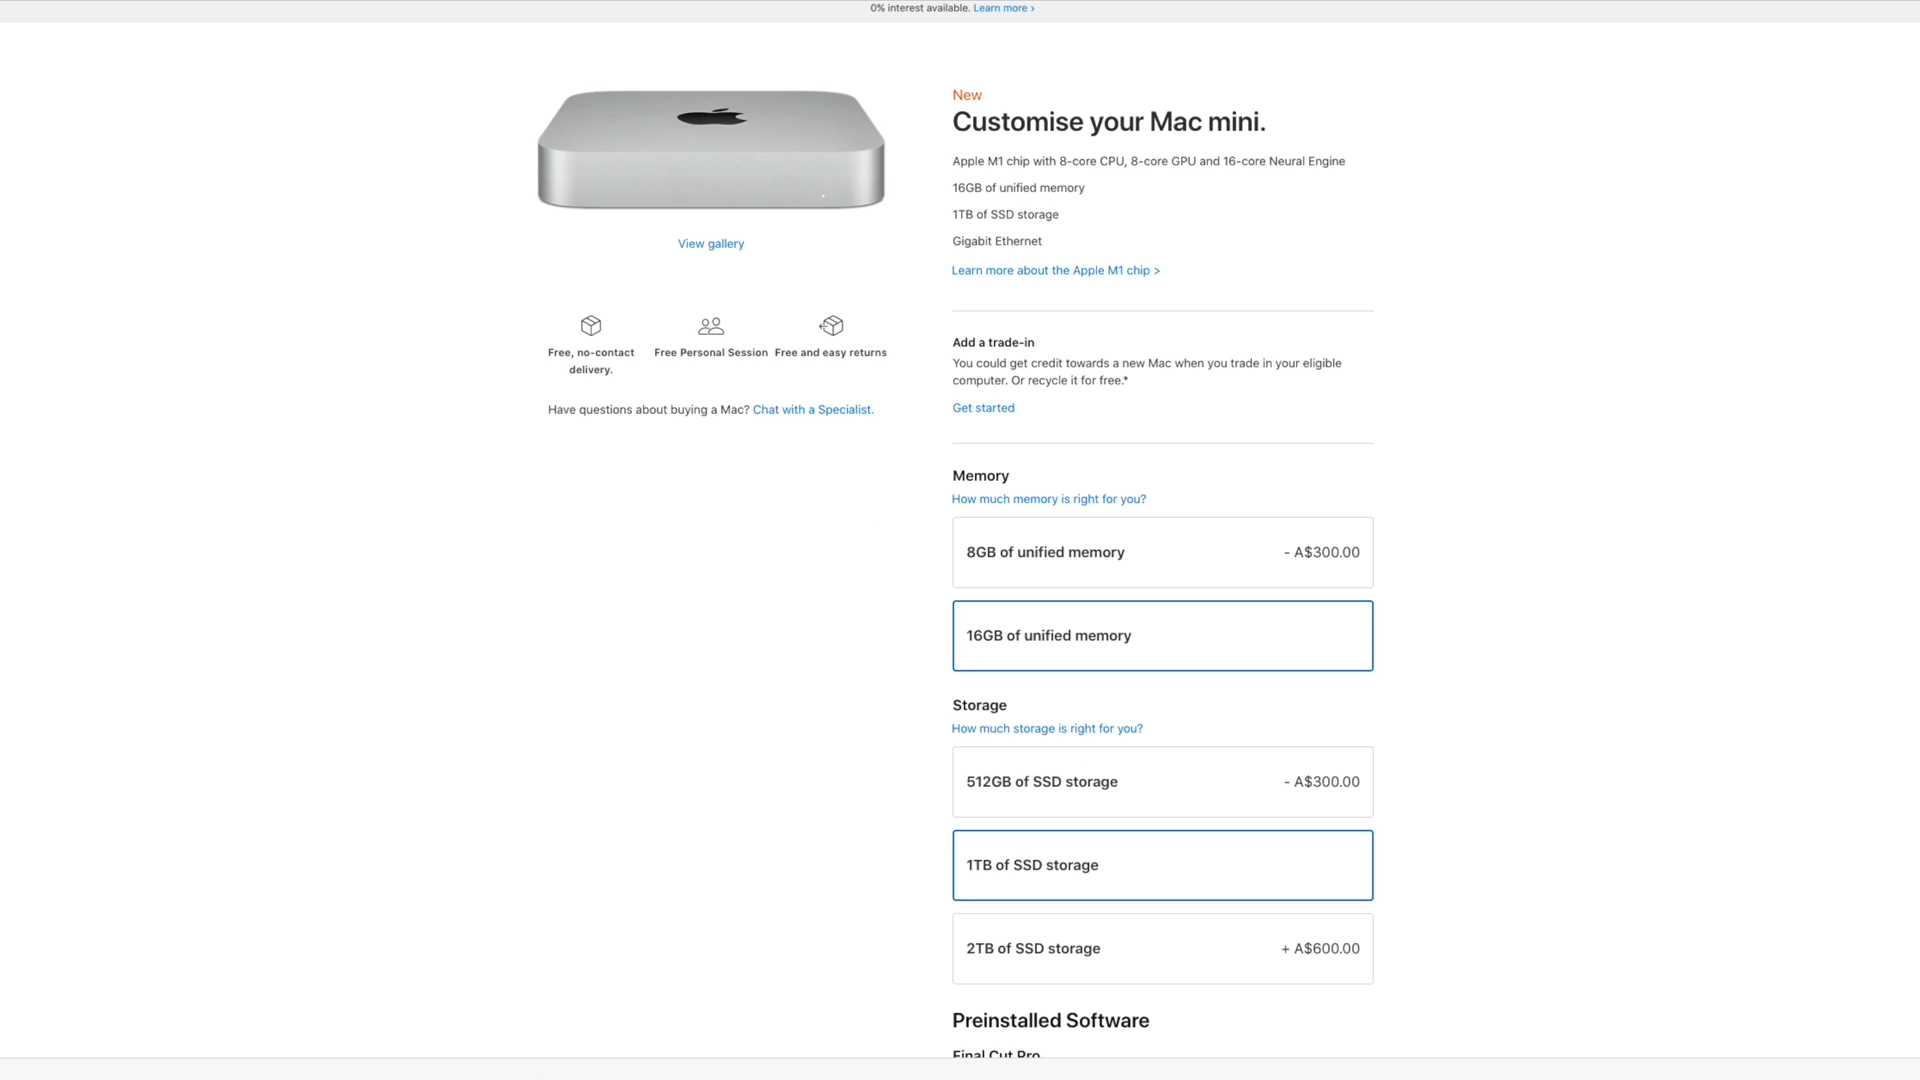 0% interest available. Learn more ›
New
Customise your Mac mini.
Apple M1 chip with 8-core CPU, 8-core GPU and 16-core Neural Engine
16GB of unified memory
1TB of SSD storage
Gigabit Ethernet
Learn more about the Apple M1 chip >
View gallery
Free, no-contact
delivery.
Free Personal Session
Free and easy returns
Have questions about buying a Mac? Chat with a Specialist.
Add a trade-in
You could get credit towards a new Mac when you trade in your eligible
computer. Or recycle it for free.*
Get started
Memory
How much memory is right for you?
8GB of unified memory - A$300.00
16GB of unified memory
Storage
How much storage is right for you?
512GB of SSD storage - A$300.00
1TB of SSD storage
2TB of SSD storage + A$600.00
Preinstalled Software
Final Cut Pro